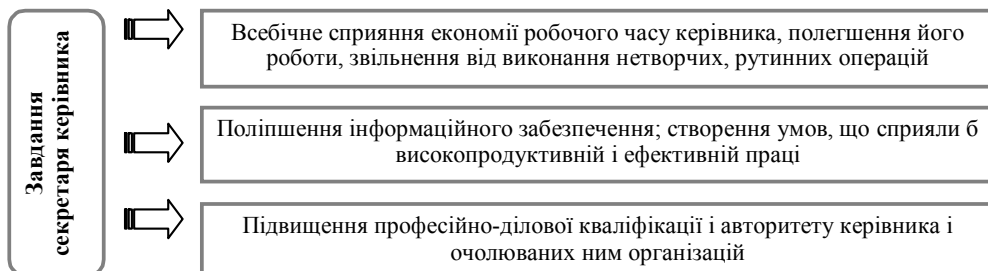 Завдання
секретаря керівника
Всебічне сприяння економії робочого часу керівника, полегшення його
роботи, звільнення від виконання нетворчих, рутинних операцій
Поліпшення інформаційного забезпечення; створення умов, що сприяли б
високопродуктивній і ефективній праці
Підвищення професійно-ділової кваліфікації і авторитету керівника і
очолюваних ним організацій